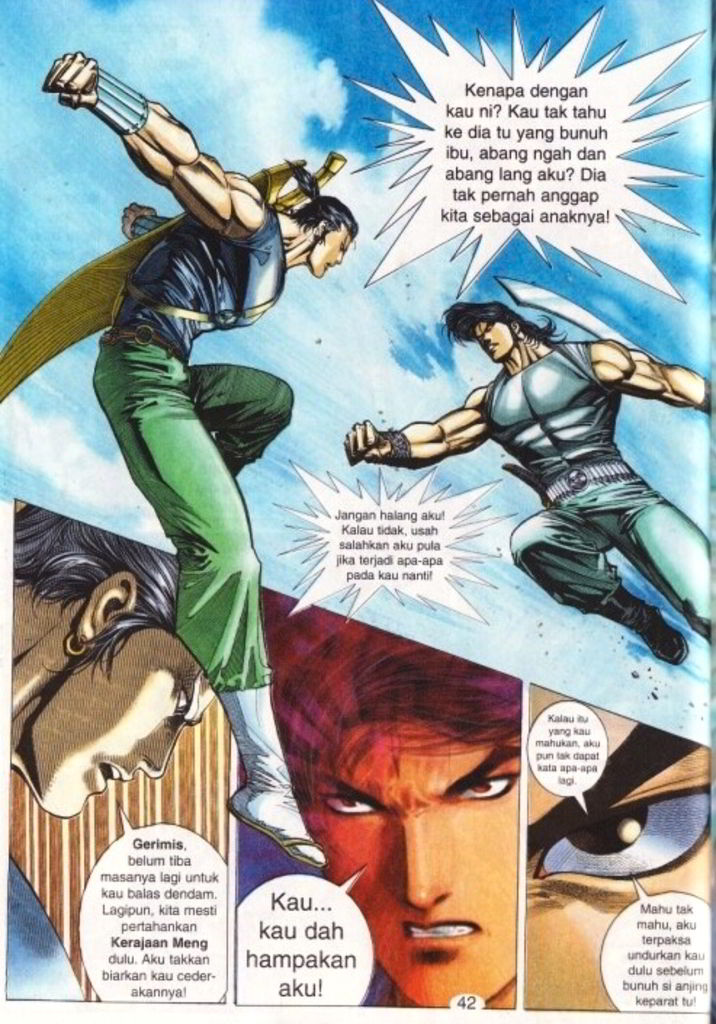 Kenapa dengan
kau ni? Kau tak tahu
ke dia tu yang bunuh
ibu, abang ngah dan
abang lang aku? Dia
tak pernah anggap
kita sebagai anaknya!
Jangan halang aku!
Kalau tidak, usah
salahkan aku pula
jika terjadi apa-apa
pada kau nanti!
Gerimis,
belum tiba
masanya lagi untuk
kau balas dendam.
Lagipun, kita mesti
pertahankan
Kerajaan Meng
dulu. Aku takkan
biarkan kau ceder-
akannya!
Kau...
kau dah
hampakan
aku!
Kalau itu
yang kau
mahukan, aku
pun tak dapat
kata apa-apa
lagi.
Mahu tak
mahu, aku
terpaksa
undurkan kau
dulu sebelum
bunuh si anjing
keparat tu!
42